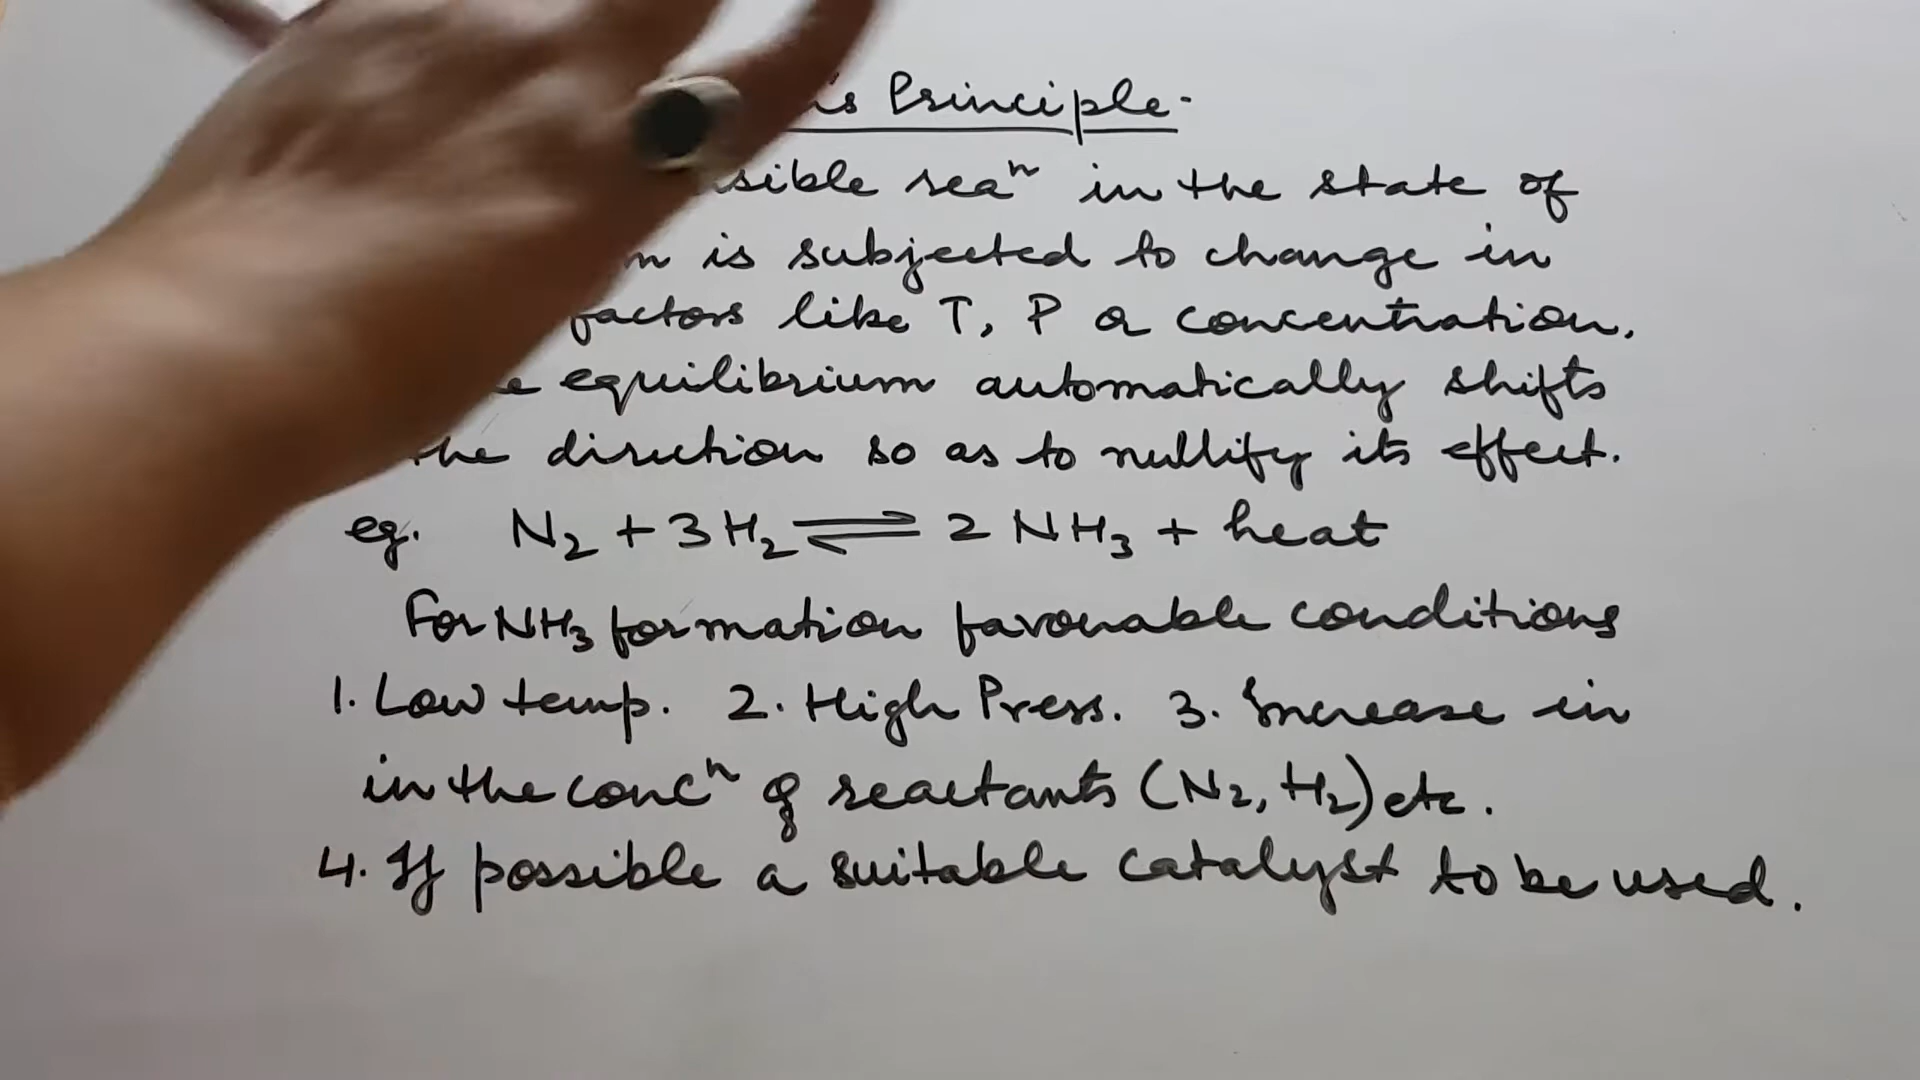 Principle.
reaⁿ in the state of
is subjected to change in
factors like T, P or concentration.
equilibrium automatically shifts
the direction so as to nullify its effect.
eg. N₂ + 3H₂ ⇌ 2 NH₃ + heat
For NH₃ formation favourable conditions
1. Low temp. 2. High Press. 3. Increase in
in the concⁿ of reactants (N₂, H₂) etc.
4. If possible a suitable catalyst to be used.